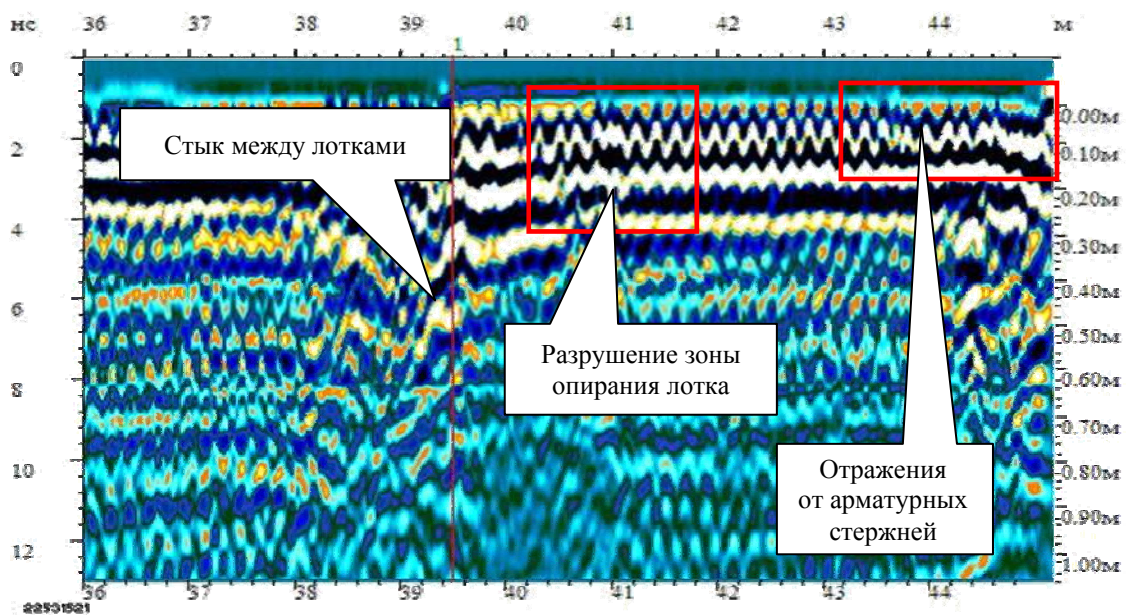 нс 36 37 38 39 40 41 42 43 44 м
1
0
0.00м
2
0.10м
Стык между лотками
0.20м
4
0.30м
0.40м
6
0.50м
Разрушение зоны
опирания лотка
0.60м
8
0.70м
10
0.80м
Отражения
от арматурных
стержней
0.90м
12
1.00м
36 37 38 39 40 41 42 43 44
22531521